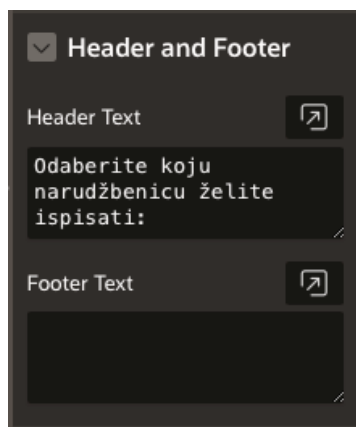 Header and Footer
Header Text
Odaberite koju
narudžbenicu želite
ispisati:
Footer Text